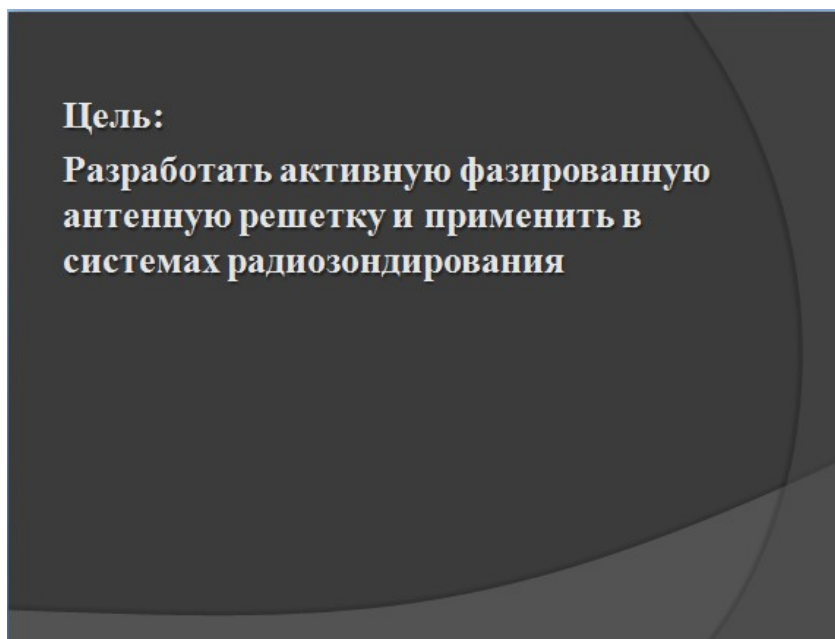 Цель:
Разработать активную фазированную
антенную решетку и применить в
системах радиозондирования